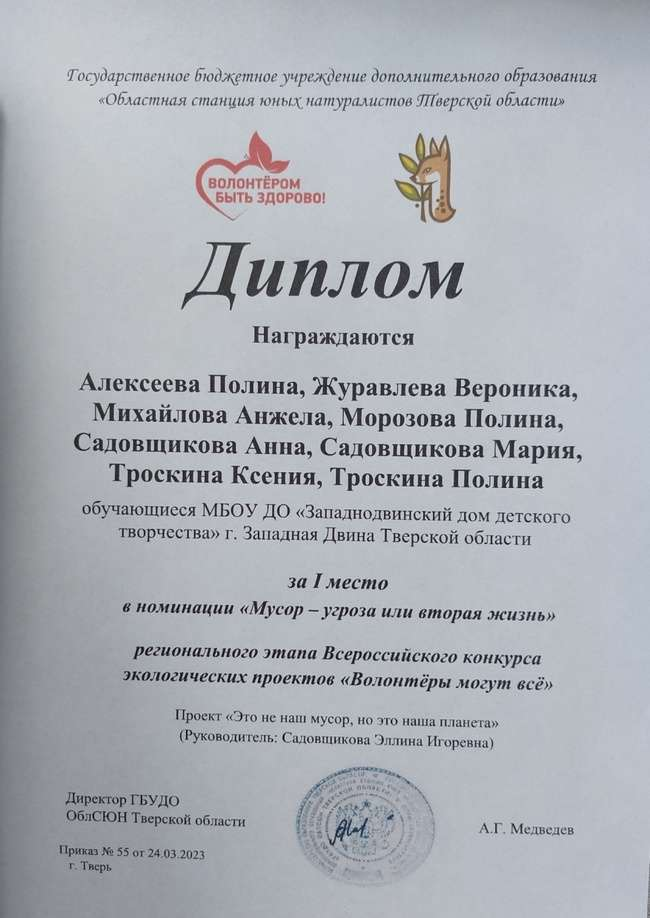 Государственное бюджетное учреждение дополнительного образования
«Областная станция юных натуралистов Тверской области»
ВОЛОНТЁРОМ
БЫТЬ ЗДОРОВО!
Диплом
Награждаются
Алексеева Полина, Журавлева Вероника,
Михайлова Анжела, Морозова Полина,
Садовщикова Анна, Садовщикова Мария,
Троскина Ксения, Троскина Полина
обучающиеся МБОУ ДО «Западнодвинский дом детского
творчества» г. Западная Двина Тверской области
за I место
в номинации «Мусор – угроза или вторая жизнь»
регионального этапа Всероссийского конкурса
экологических проектов «Волонтёры могут всё»
Проект «Это не наш мусор, но это наша планета»
(Руководитель: Садовщикова Эллина Игоревна)
Директор ГБУДО
ОблСЮН Тверской области
А.Г. Медведев
Приказ № 55 от 24.03.2023
г. Тверь